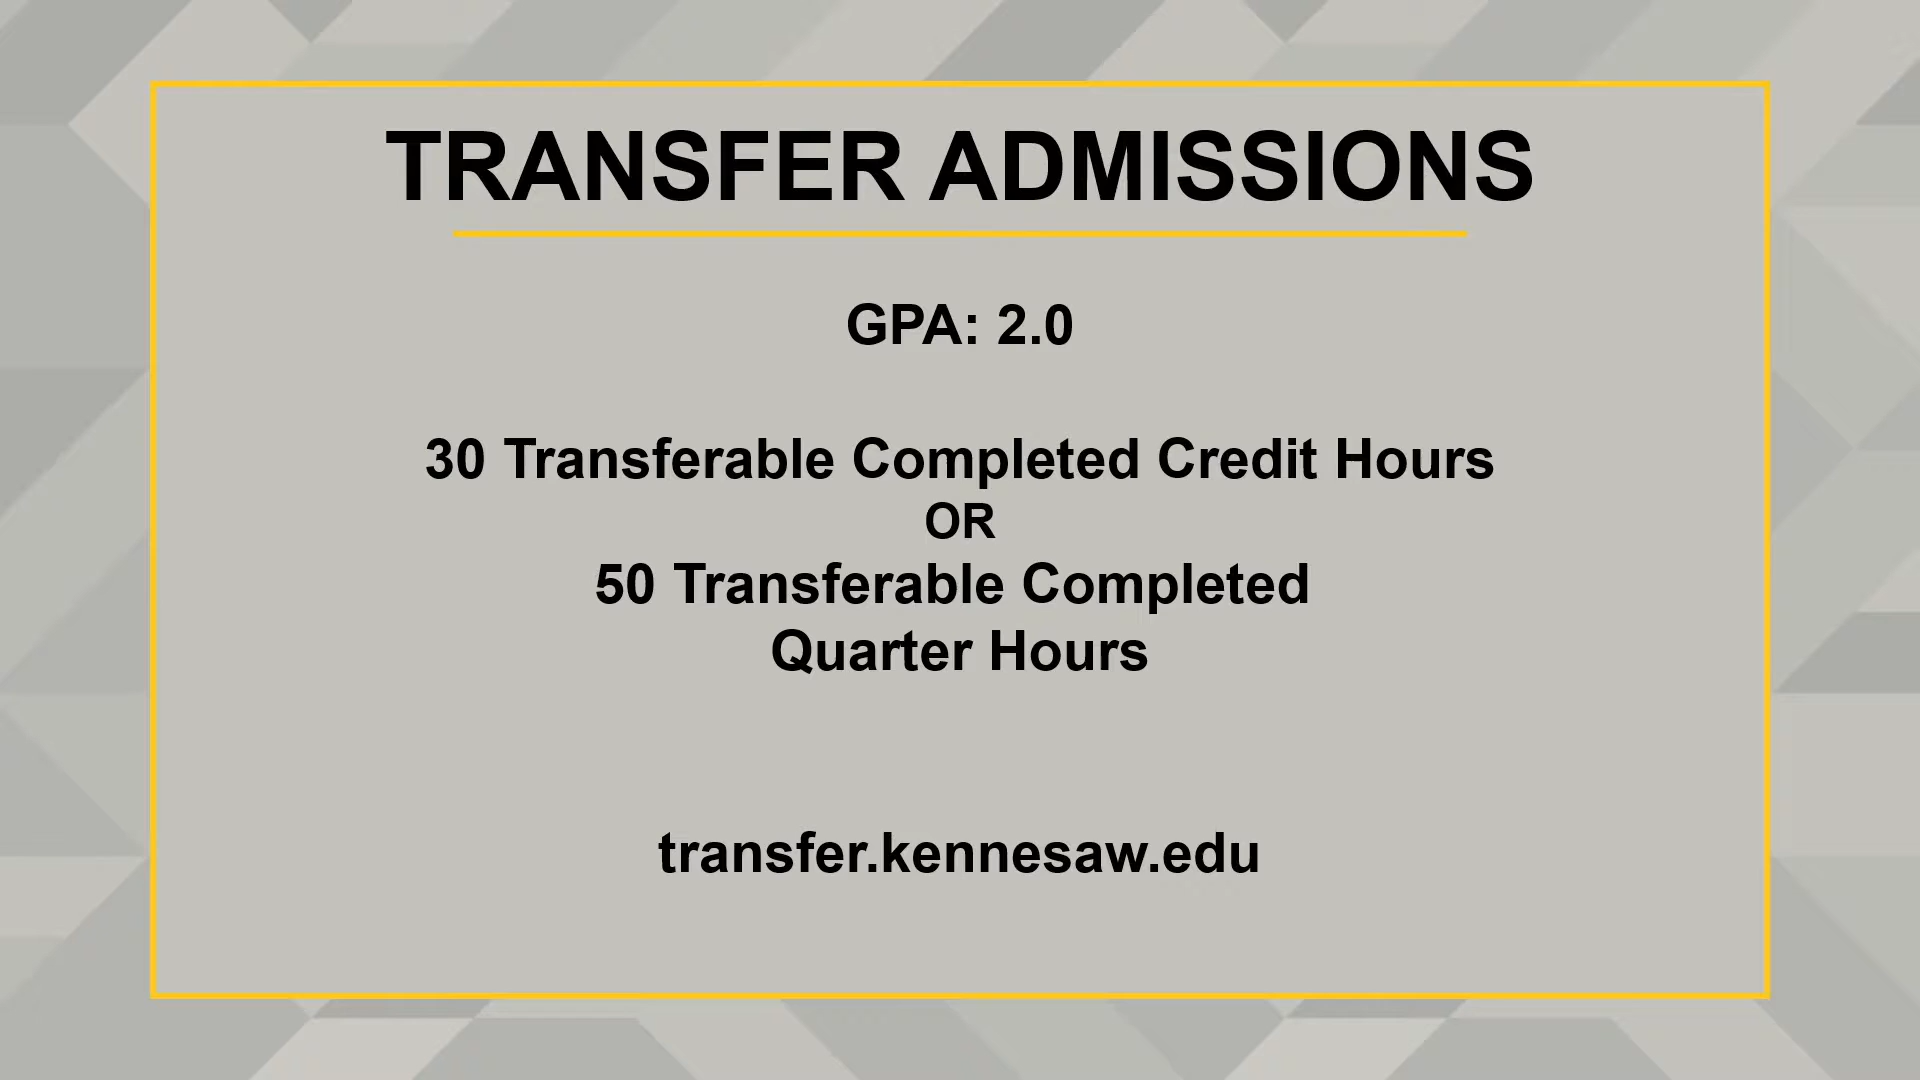 TRANSFER ADMISSIONS
GPA: 2.0
30 Transferable Completed Credit Hours
OR
50 Transferable Completed
Quarter Hours
transfer.kennesaw.edu